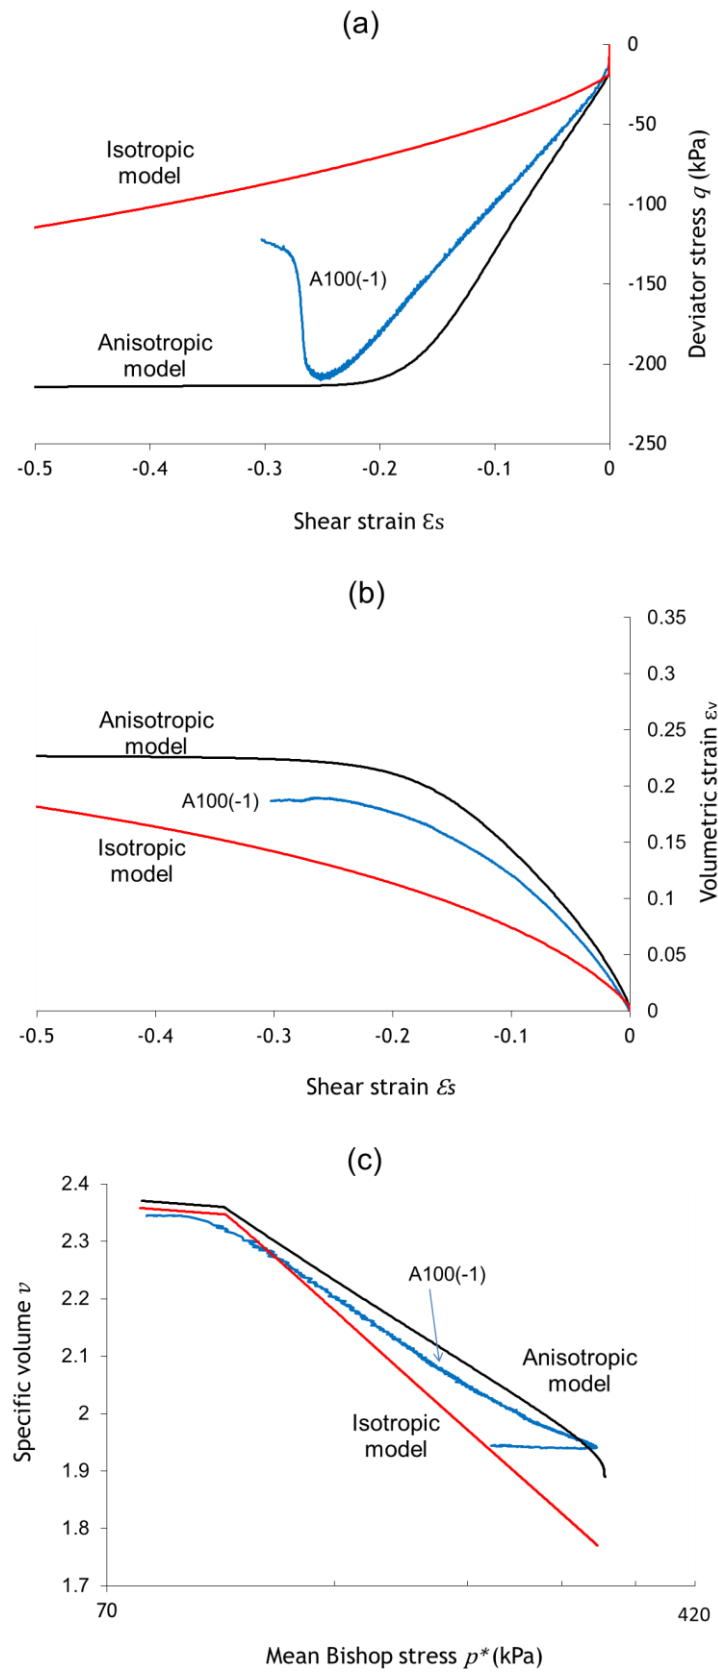 (a)
0
-50
-100
-150
-200
-250
Deviator stress q (kPa)
Isotropic
model
A100(-1)
Anisotropic
model
-0.5
-0.4
-0.3
-0.2
-0.1
0
Shear strain Ɛs
(b)
0.35
0.3
0.25
0.2
0.15
0.1
0.05
0
Volumetric strain εv
Anisotropic
model
A100(-1)
Isotropic
model
-0.5
-0.4
-0.3
-0.2
-0.1
0
Shear strain Ɛs
(c)
2.4
2.3
2.2
2.1
2
1.9
1.8
1.7
Specific volume v
A100(-1)
Anisotropic
model
Isotropic
model
70
420
Mean Bishop stress p* (kPa)